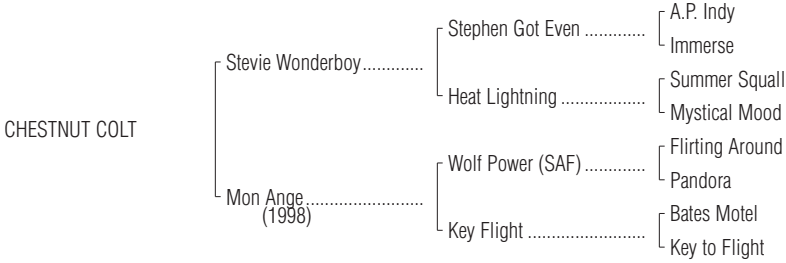 A.P. Indy
Stephen Got Even .............
Immerse
Stevie Wonderboy.............
Summer Squall
Heat Lightning ..................
Mystical Mood
CHESTNUT COLT
Flirting Around
Wolf Power (SAF) .............
Pandora
Mon Ange.........................
(1998)
Bates Motel
Key Flight .........................
Key to Flight